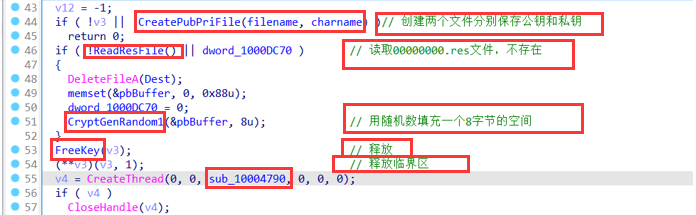 43 v12 = -1;
44 if ( !v3 || CreatePubPriFile(filename, charname) )// 创建两个文件分别保存公钥和私钥
45 return 0;
46 if ( !ReadResFile() || dword_1000DC70 ) // 读取00000000.res文件，不存在
47 {
48 DeleteFileA(Dest);
49 memset(&pbBuffer, 0, 0x88u);
50 dword_1000DC70 = 0;
51 CryptGenRandom1(&pbBuffer, 8u); // 用随机数填充一个8字节的空间
52 }
53 FreeKey(v3); // 释放
54 (**v3)(v3, 1); // 释放临界区
55 v4 = CreateThread(0, 0, sub_10004790, 0, 0, 0);
56 if ( v4 )
57 CloseHandle(v4);